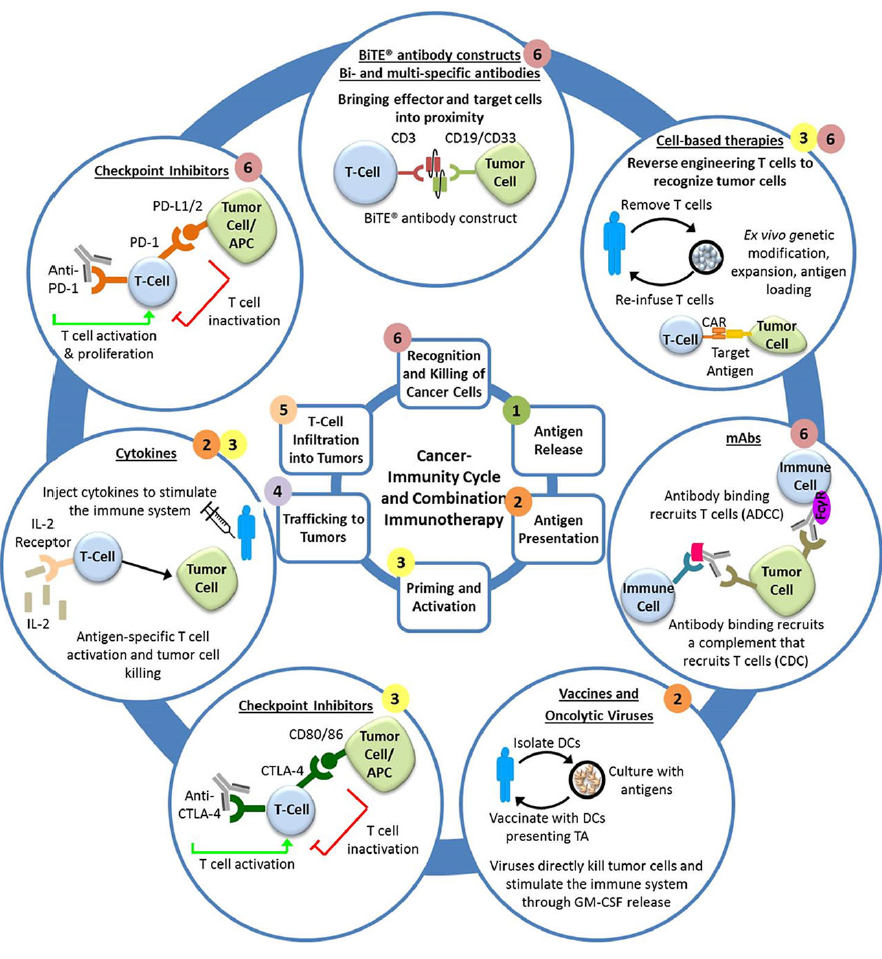 BiTE® antibody constructs
6
Bi- and multi-specific antibodies
Bringing effector and target cells
into proximity
CD3
CD19/CD33
T-Cell
Tumor
Cell
BiTE® antibody construct
Cell-based therapies
3
6
Reverse engineering T cells to
recognize tumor cells
Remove T cells
Ex vivo genetic
modification,
expansion, antigen
loading
Re-infuse T cells
CAR
T-Cell
Tumor
Cell
Target
Antigen
mAbs
6
Immune
Cell
FcγR
Antibody binding
recruits T cells (ADCC)
Immune
Cell
Tumor
Cell
Antibody binding recruits
a complement that
recruits T cells (CDC)
Vaccines and
Oncolytic Viruses
2
Isolate DCs
Culture with
antigens
Vaccinate with DCs
presenting TA
Viruses directly kill tumor cells and
stimulate the immune system
through GM-CSF release
Checkpoint Inhibitors
3
CD80/86
Tumor
Cell/
APC
CTLA-4
Anti-
CTLA-4
T-Cell
T cell
inactivation
T cell activation
Cytokines
2
3
Inject cytokines to stimulate
the immune system
IL-2
Receptor
T-Cell
Tumor
Cell
IL-2
Antigen-specific T cell
activation and tumor cell
killing
Checkpoint Inhibitors
6
PD-L1/2
Tumor
Cell/
APC
PD-1
Anti-
PD-1
T-Cell
T cell
inactivation
T cell activation
& proliferation
6
Recognition
and Killing of
Cancer Cells
1
Antigen
Release
2
Antigen
Presentation
3
Priming and
Activation
4
Trafficking to
Tumors
5
T-Cell
Infiltration
into Tumors
Cancer-
Immunity Cycle
and Combination
Immunotherapy